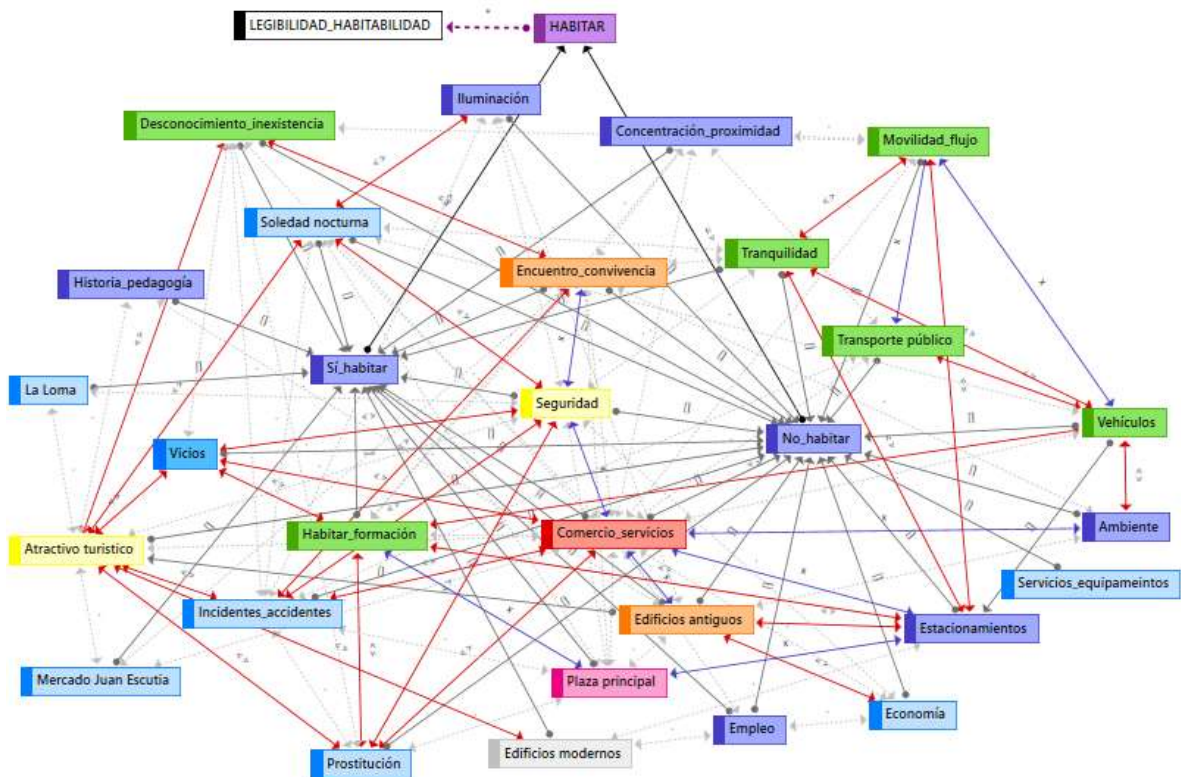 LEGIBILIDAD_HABITABILIDAD
HABITAR
Iluminación
Desconocimiento_inexistencia
Concentración_proximidad
Movilidad_flujo
Soledad nocturna
Tranquilidad
Encuentro_convivencia
Historia_pedagogía
Transporte público
Sí_habitar
La Loma
Seguridad
Vehículos
No_habitar
Vicios
Ambiente
Habitar_formación
Comercio_servicios
Atractivo turístico
Servicios_equipameintos
Incidentes_accidentes
Edificios antiguos
Estacionamientos
Mercado Juan Escutia
Plaza principal
Economía
Empleo
Edificios modernos
Prostitución